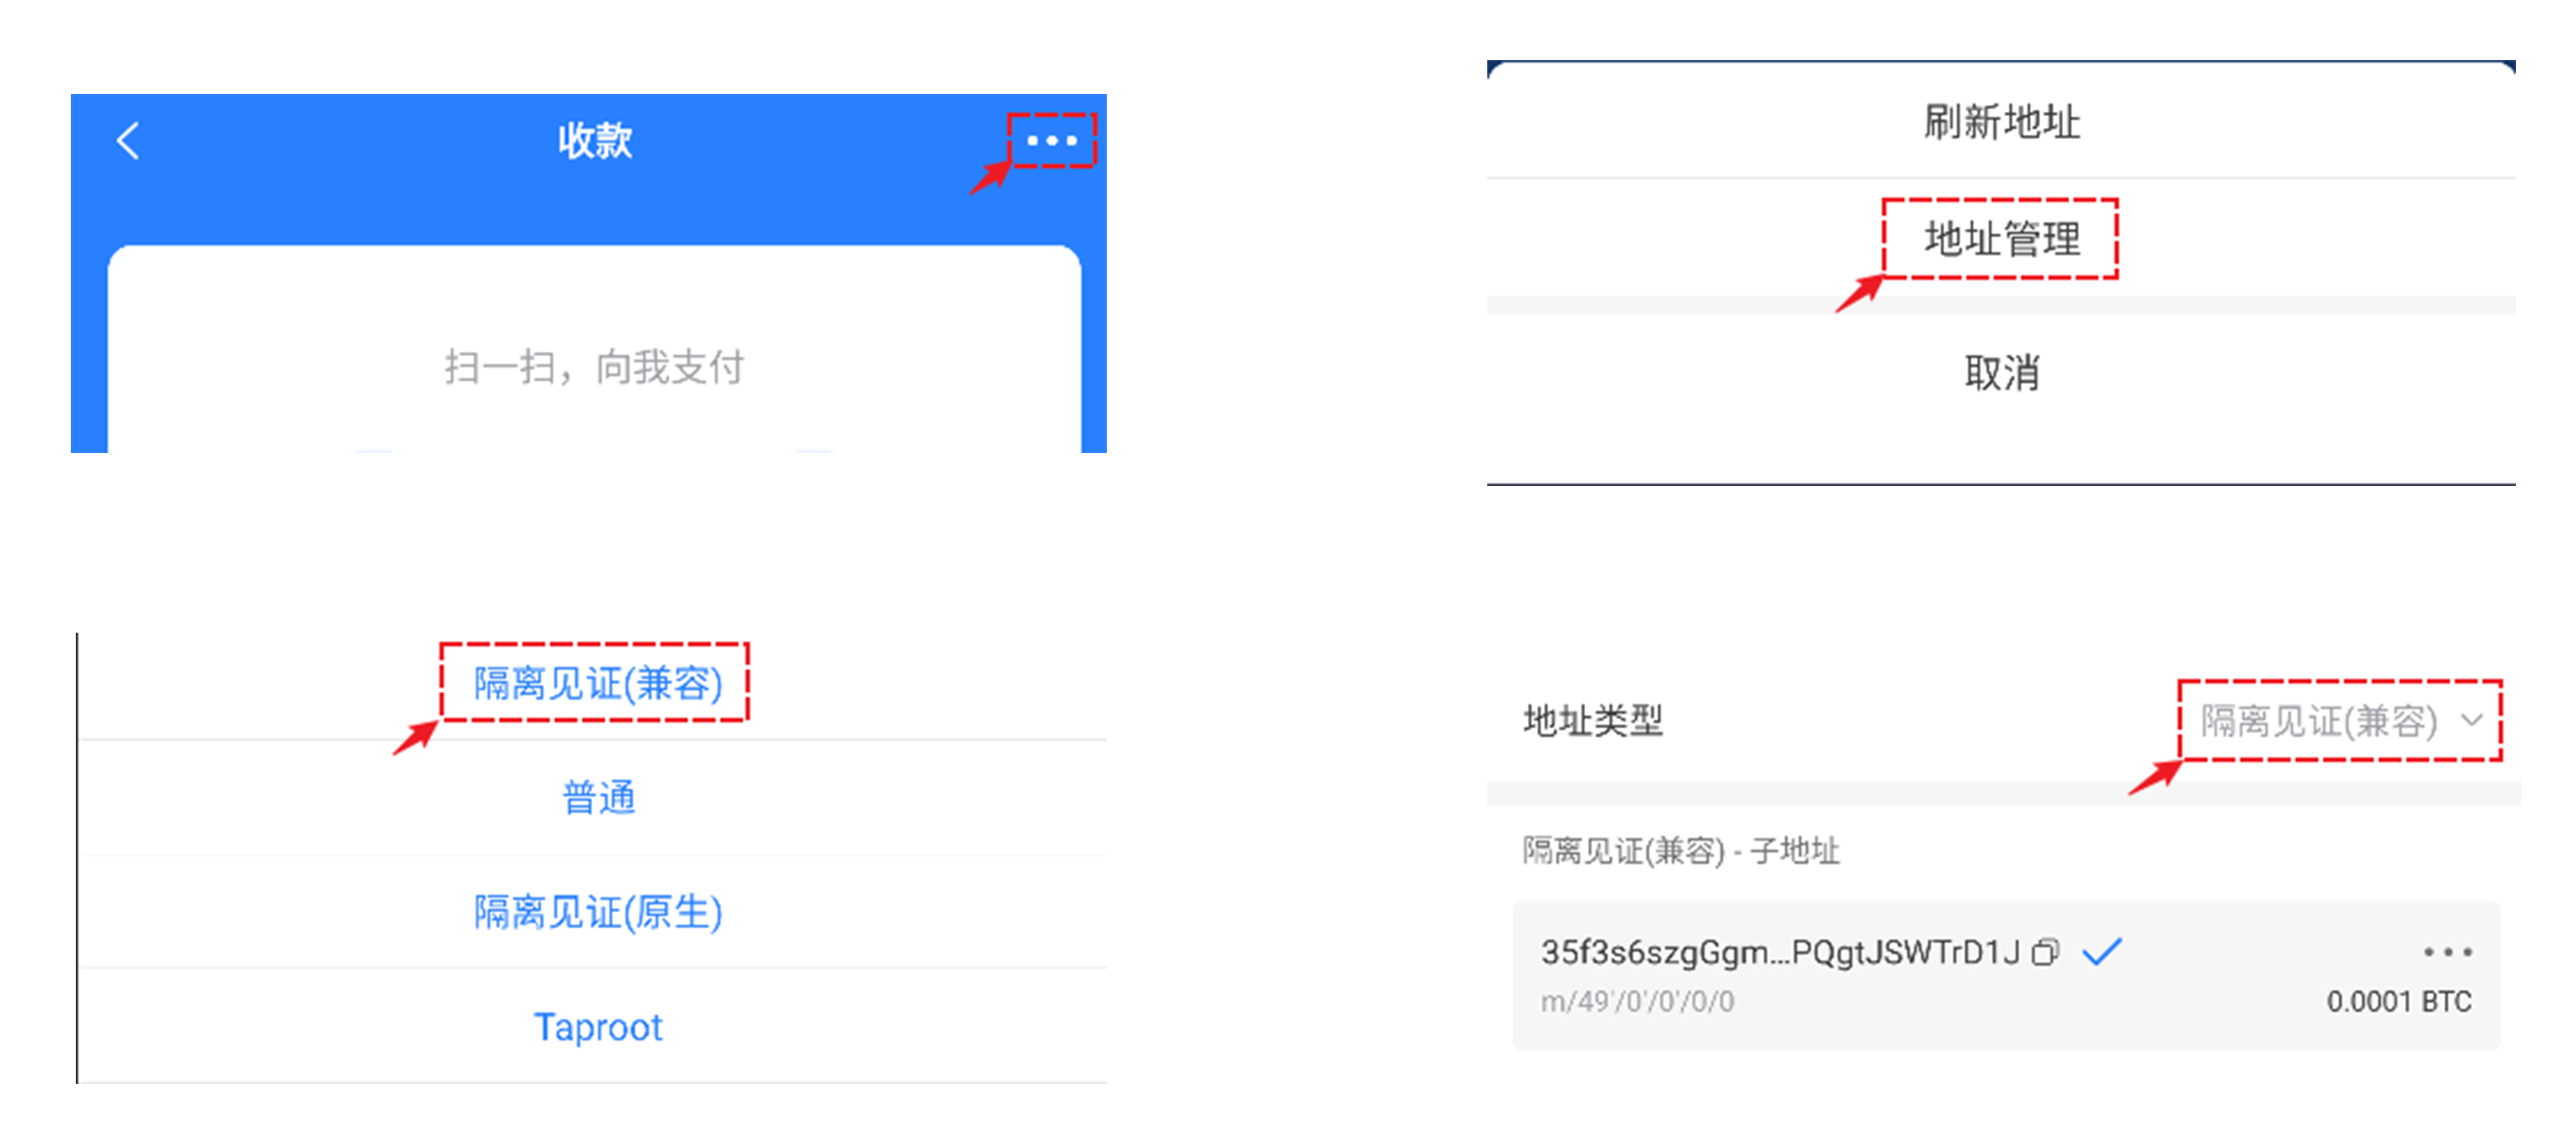 收款
扫一扫，向我支付
刷新地址
地址管理
取消
隔离见证(兼容)
普通
隔离见证(原生)
Taproot
地址类型
隔离见证(兼容)
隔离见证(兼容) - 子地址
35f3s6szgGgm...PQgtJSWTrD1J
m/49'/0'/0'/0/0
0.0001 BTC